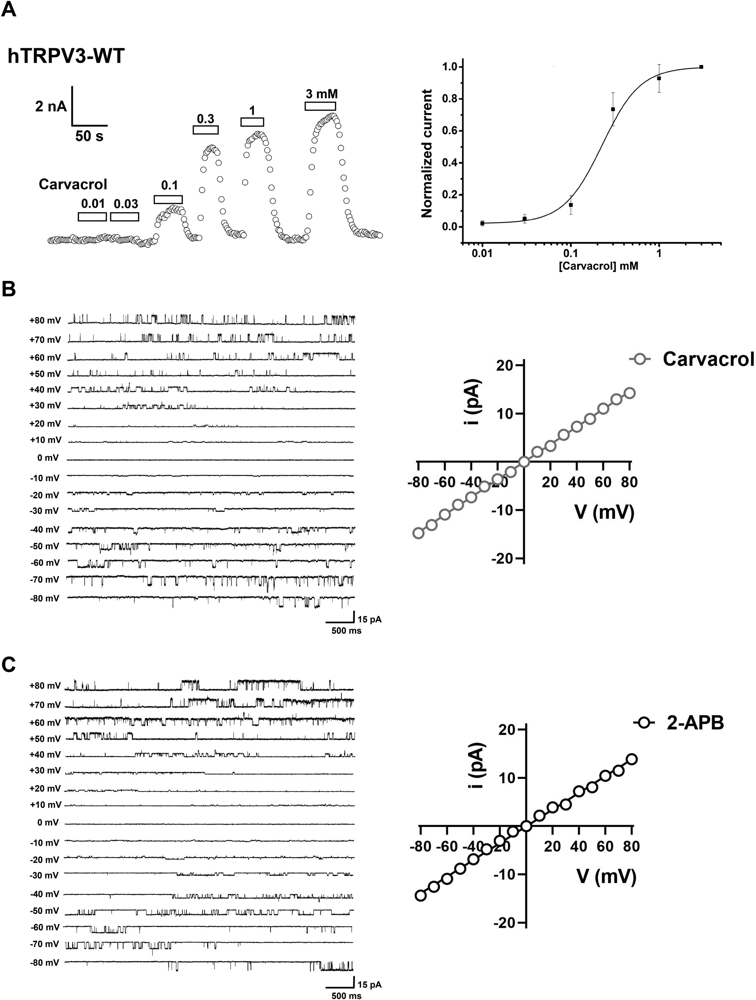 A
hTRPV3-WT
2 nA
50 s
Carvacrol
0.01
0.03
0.1
0.3
1
3 mM
Normalized current
1.0
0.8
0.6
0.4
0.2
0.0
0.01
0.1
1
[Carvacrol] mM
B
+80 mV
+70 mV
+60 mV
+50 mV
+40 mV
+30 mV
+20 mV
+10 mV
0 mV
-10 mV
-20 mV
-30 mV
-40 mV
-50 mV
-60 mV
-70 mV
-80 mV
15 pA
500 ms
Carvacrol
i (pA)
20
10
-10
-20
-80 -60 -40 -20 20 40 60 80
V (mV)
C
+80 mV
+70 mV
+60 mV
+50 mV
+40 mV
+30 mV
+20 mV
+10 mV
0 mV
-10 mV
-20 mV
-30 mV
-40 mV
-50 mV
-60 mV
-70 mV
-80 mV
15 pA
500 ms
2-APB
i (pA)
20
10
-10
-20
-80 -60 -40 -20 20 40 60 80
V (mV)